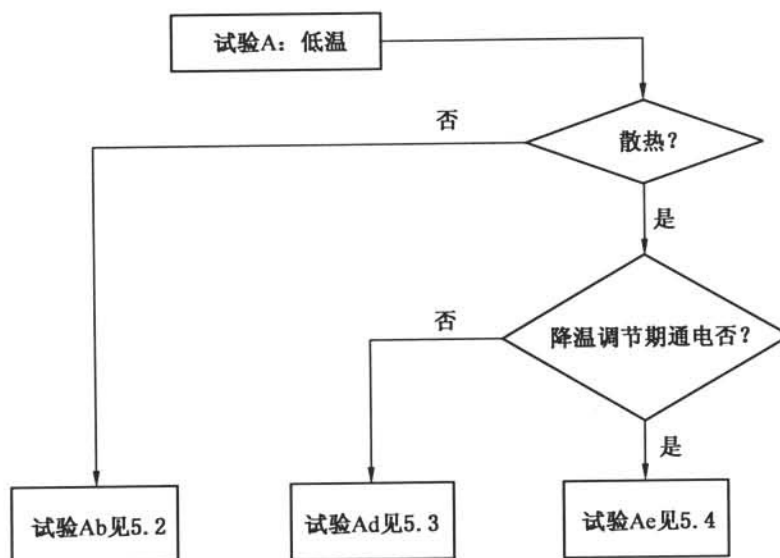 试验A：低温
散热？
否
是
降温调节期通电否？
否
是
试验Ab见5.2
试验Ad见5.3
试验Ae见5.4